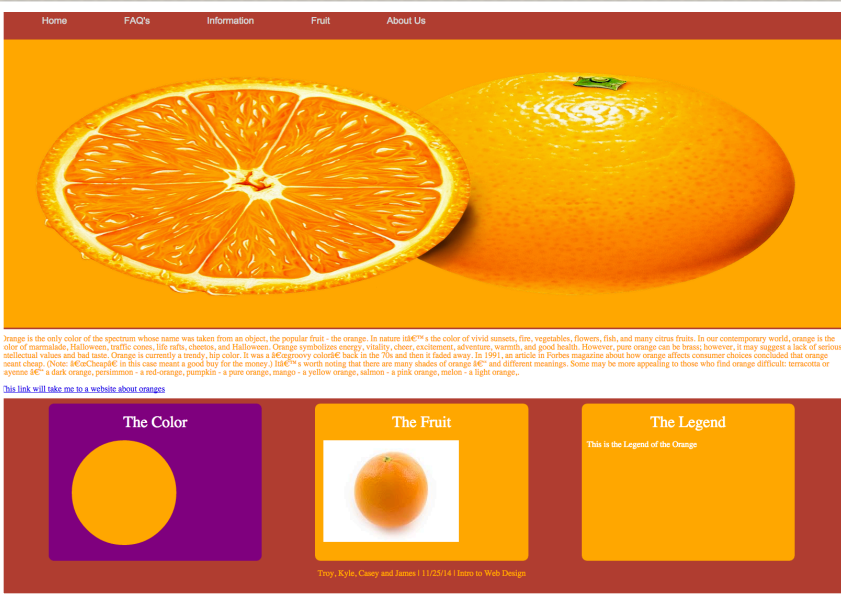 Home FAQ's Information Fruit About Us
Orange is the only color of the spectrum whose name was taken from an object, the popular fruit - the orange. In nature itâ€™s the color of vivid sunsets, fire, vegetables, flowers, fish, and many citrus fruits. In our contemporary world, orange is the
color of marmalade, Halloween, traffic cones, life rafts, cheetos, and Halloween. Orange symbolizes energy, vitality, cheer, excitement, adventure, warmth, and good health. However, pure orange can be brass; however, it may suggest a lack of serious
intellectual values and bad taste. Orange is currently a trendy, hip color. It was a â€œgroovy colorâ€ back in the '70s and then it faded away. In 1991, an article in Forbes magazine about how orange affects consumer choices concluded that orange
meant cheap. (Note: â€œCheapâ€ in this case meant a good buy for the money.) Itâ€™s worth noting that there are many shades of orange â€“ and different meanings. Some may be more appealing to those who find orange difficult: terracotta or
cayenne â€“ a dark orange, persimmon - a red-orange, pumpkin - a pure orange, mango - a yellow orange, salmon - a pink orange, melon - a light orange,.
This link will take me to a website about oranges
The Color
The Fruit
The Legend
This is the Legend of the Orange
Troy, Kyle, Casey and James | 11/25/14 | Intro to Web Design